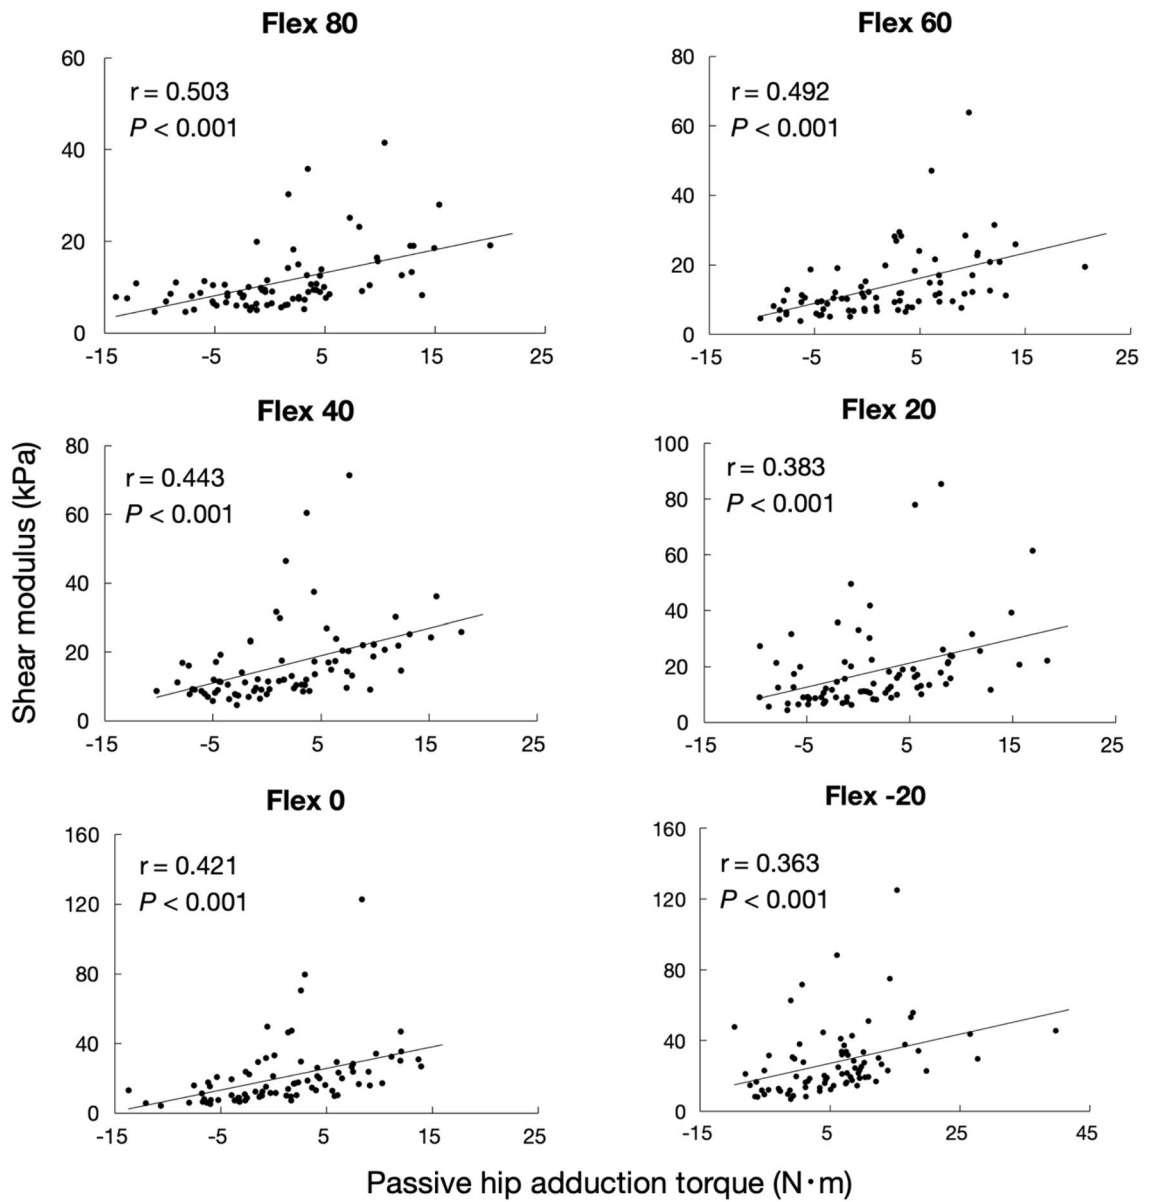 Flex 80
60
40
20
0
r = 0.503
P < 0.001
-15 -5 5 15 25
Flex 60
80
60
40
20
0
r = 0.492
P < 0.001
-15 -5 5 15 25
Shear modulus (kPa)
Flex 40
80
60
40
20
0
r = 0.443
P < 0.001
-15 -5 5 15 25
Flex 20
100
80
60
40
20
0
r = 0.383
P < 0.001
-15 -5 5 15 25
Flex 0
160
120
80
40
0
r = 0.421
P < 0.001
-15 -5 5 15 25
Flex -20
160
120
80
40
0
r = 0.363
P < 0.001
-15 5 25 45
Passive hip adduction torque (N・m)